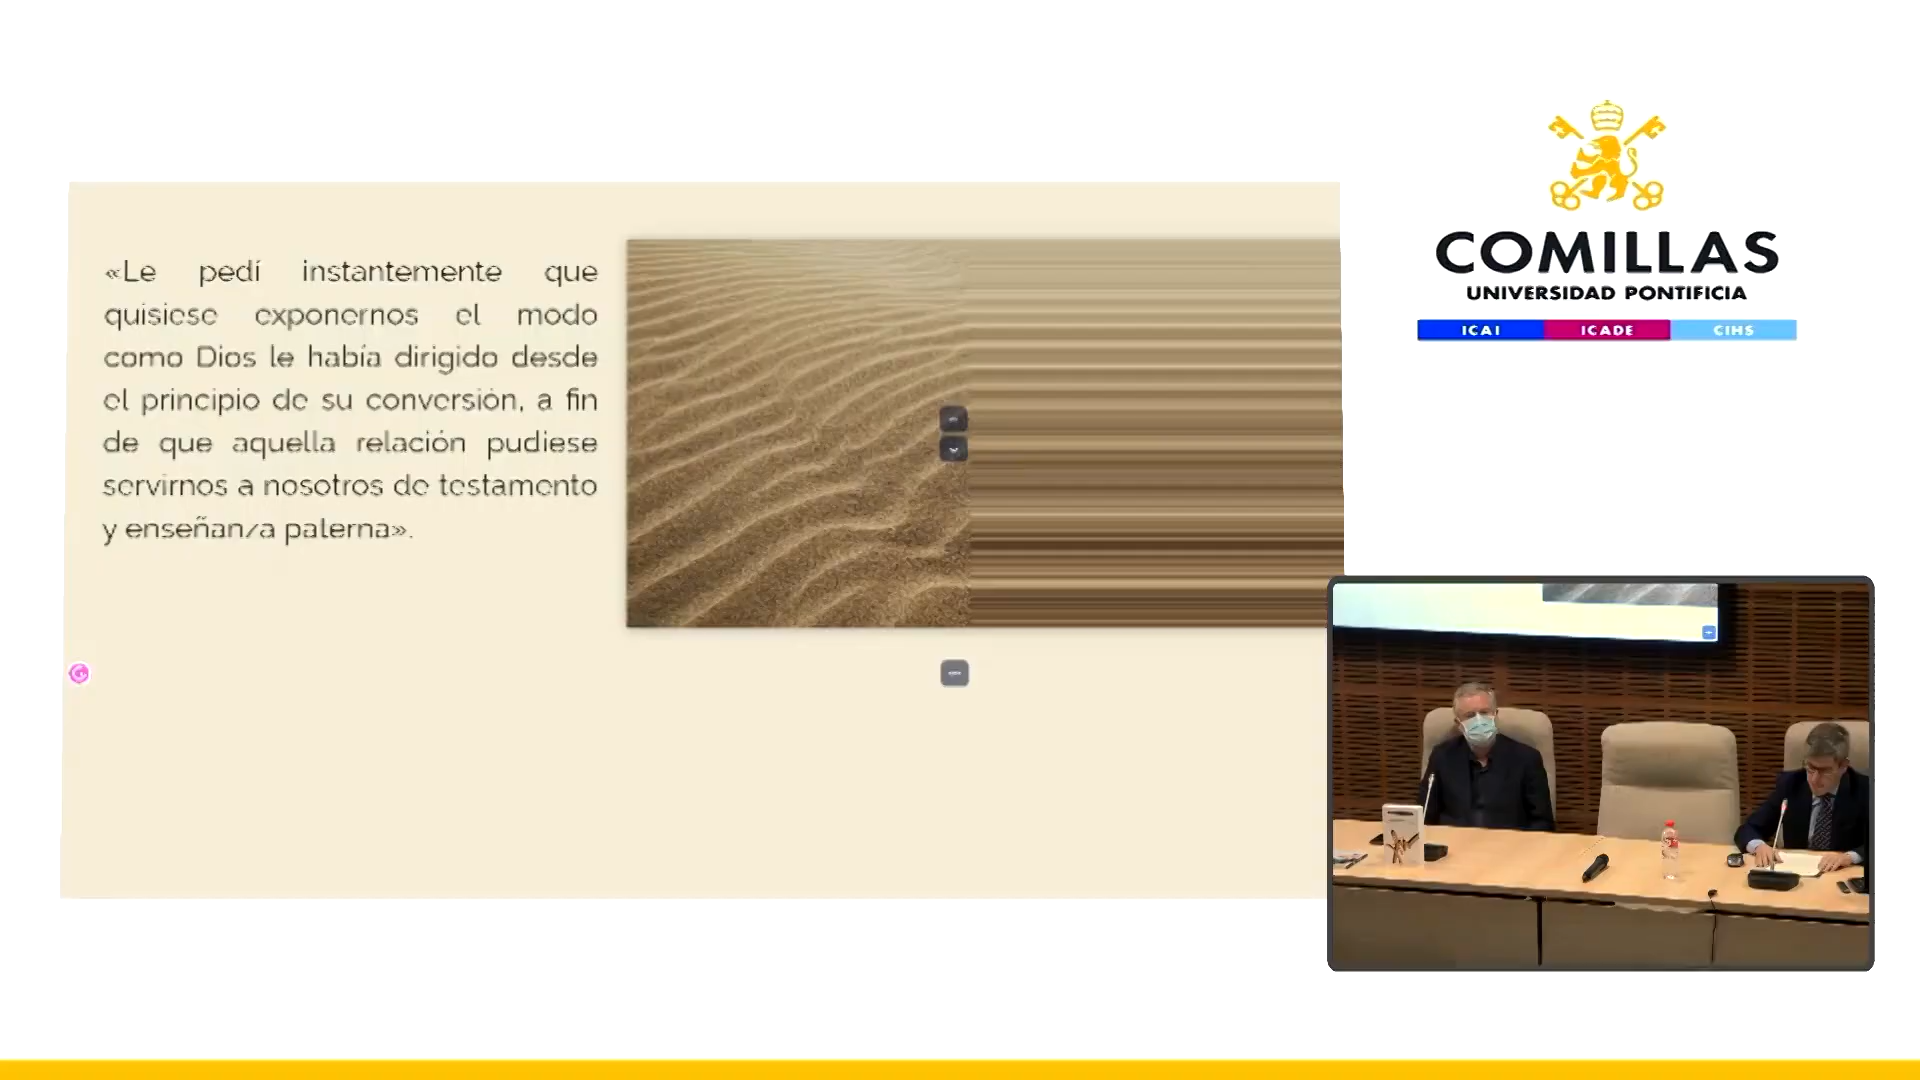 «Le pedí instantemente que
quisiese exponernos el modo
como Dios le había dirigido desde
el principio de su conversión, a fin
de que aquella relación pudiese
servirnos a nosotros de testamento
y enseñanza paterna».
COMILLAS
UNIVERSIDAD PONTIFICIA
ICAI ICADE CIHS